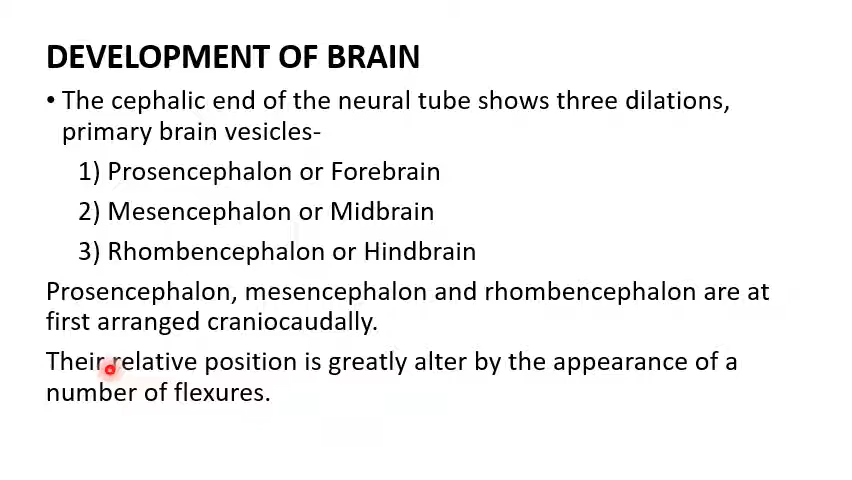 DEVELOPMENT OF BRAIN
• The cephalic end of the neural tube shows three dilations,
primary brain vesicles-
1) Prosencephalon or Forebrain
2) Mesencephalon or Midbrain
3) Rhombencephalon or Hindbrain
Prosencephalon, mesencephalon and rhombencephalon are at
first arranged craniocaudally.
Their relative position is greatly alter by the appearance of a
number of flexures.